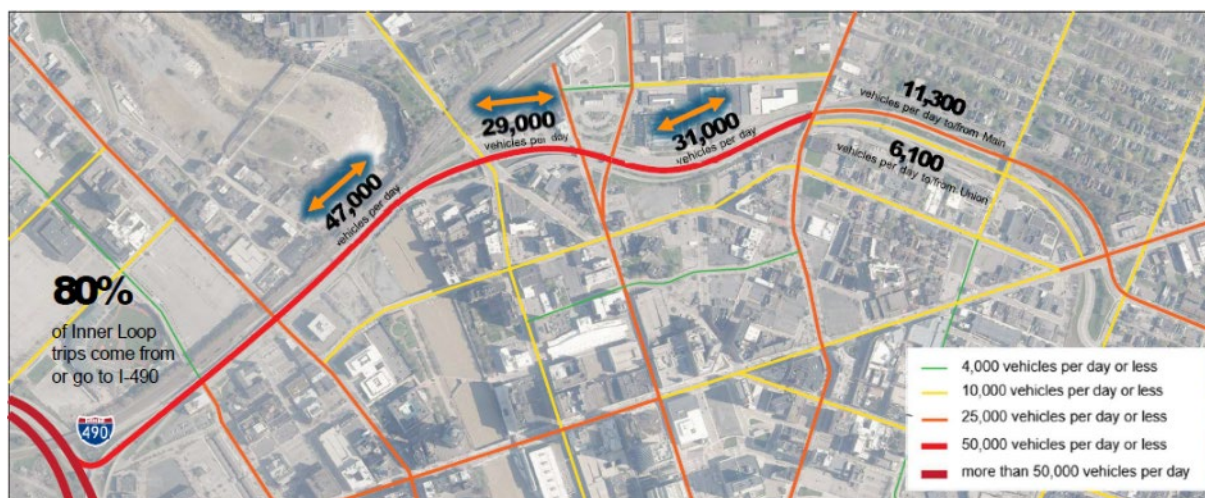 11,300
vehicles per day to/from Main
29,000
vehicles per day
31,000
vehicles per day
6,100
vehicles per day to/from Union
47,000
vehicles per day
80%
of Inner Loop
trips come from
or go to I-490
490
4,000 vehicles per day or less
10,000 vehicles per day or less
25,000 vehicles per day or less
50,000 vehicles per day or less
more than 50,000 vehicles per day